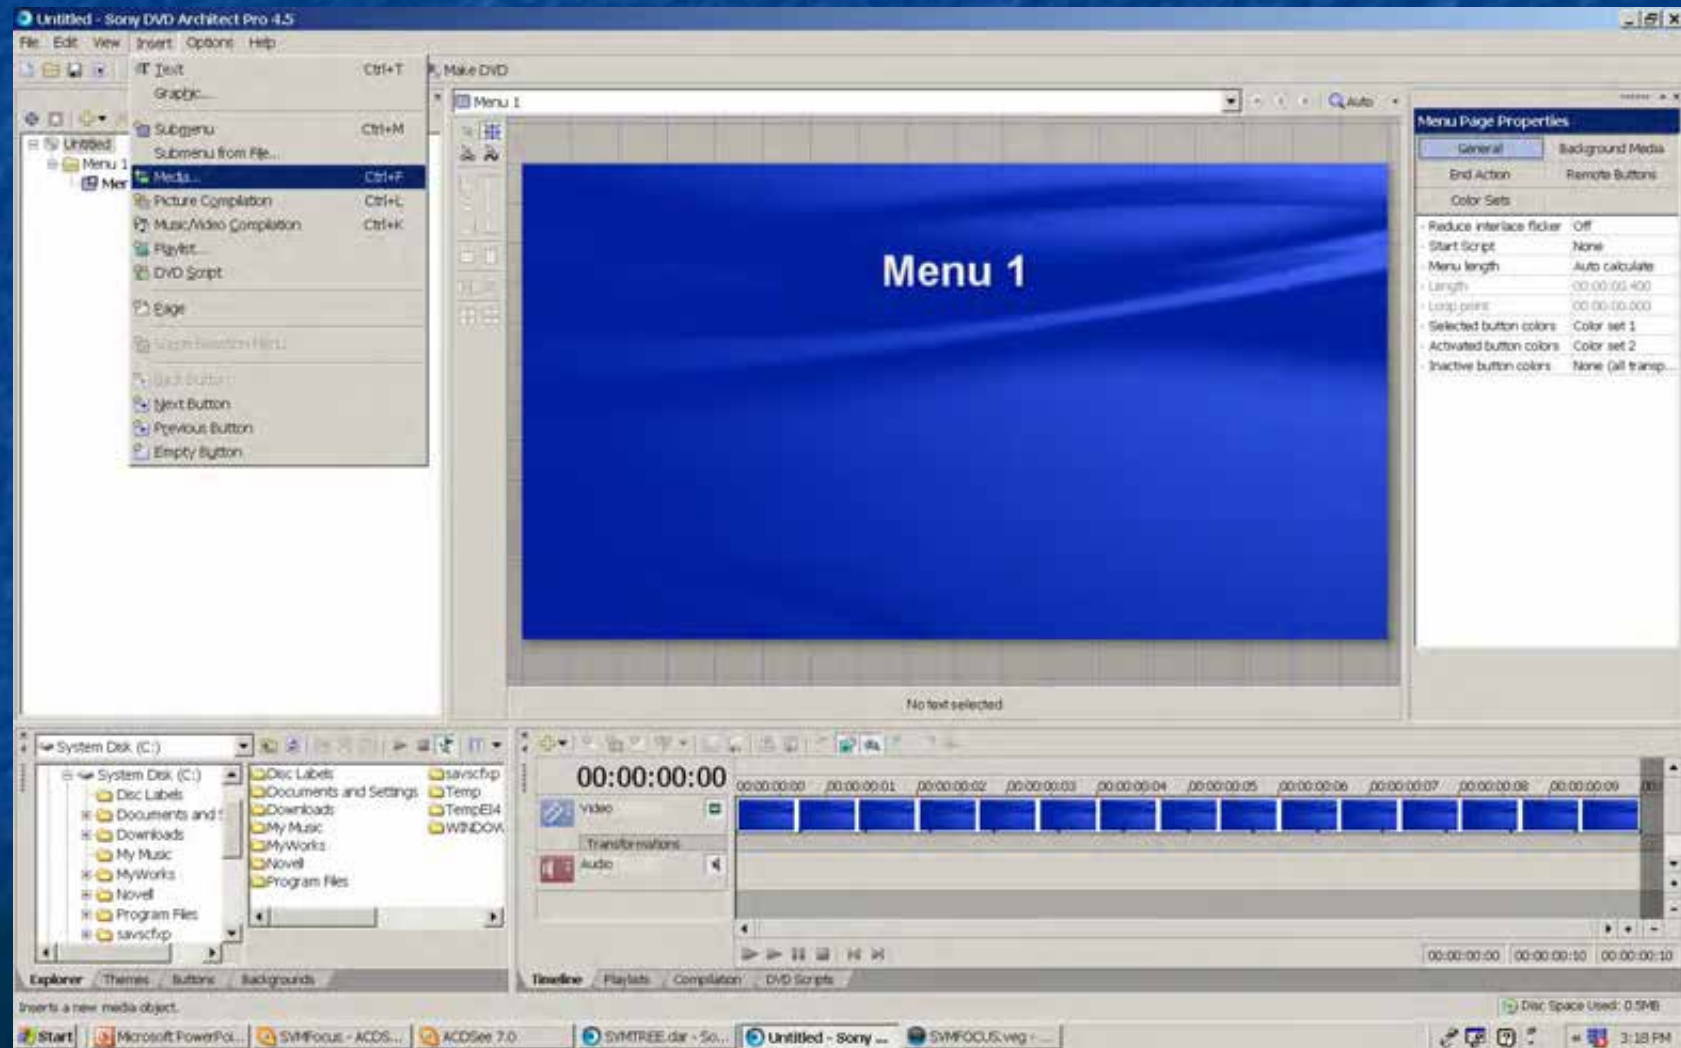 Untitled - Sony DVD Architect Pro 4.5
File Edit View Insert Options Help
Make DVD
Text Ctrl+T
Graphic...
Submenu Ctrl+M
Submenu from File...
Media... Ctrl+F
Picture Compilation Ctrl+L
Music/Video Compilation Ctrl+K
Playlist...
DVD Script
Page
Scene Selection Menu
Back Button
Next Button
Previous Button
Empty Button
Untitled
Menu 1
Men
Menu 1
Auto
Menu 1
No text selected
Menu Page Properties
General Background Media
End Action Remote Buttons
Color Sets
Reduce interlace flicker Off
Start Script None
Menu length Auto calculate
Length 00:00:00.400
Loop point 00:00:00.000
Selected button colors Color set 1
Activated button colors Color set 2
Inactive button colors None (all transp...
System Disk (C:)
System Disk (C:)
Disc Labels
Documents and S
Downloads
My Music
MyWorks
Novell
Program Files
savscfxp
Disc Labels
Documents and Settings
Downloads
My Music
MyWorks
Novell
Program Files
savscfxp
Temp
TempEI4
WINDOW
Explorer Themes Buttons Backgrounds
00:00:00:00
00:00:00:00 00:00:00:01 00:00:00:02 00:00:00:03 00:00:00:04 00:00:00:05 00:00:00:06 00:00:00:07 00:00:00:08 00:00:00:09
Video
Transformations
Audio
00:00:00:00 00:00:00:10 00:00:00:10
Timeline Playlists Compilation DVD Scripts
Inserts a new media object.
Disc Space Used: 0.5MB
Start Microsoft PowerPoi... SVMFocus - ACDS... ACDSee 7.0 SVMTREE.dar - So... Untitled - Sony ... SVMFOCUS.veg - ... 3:18 PM